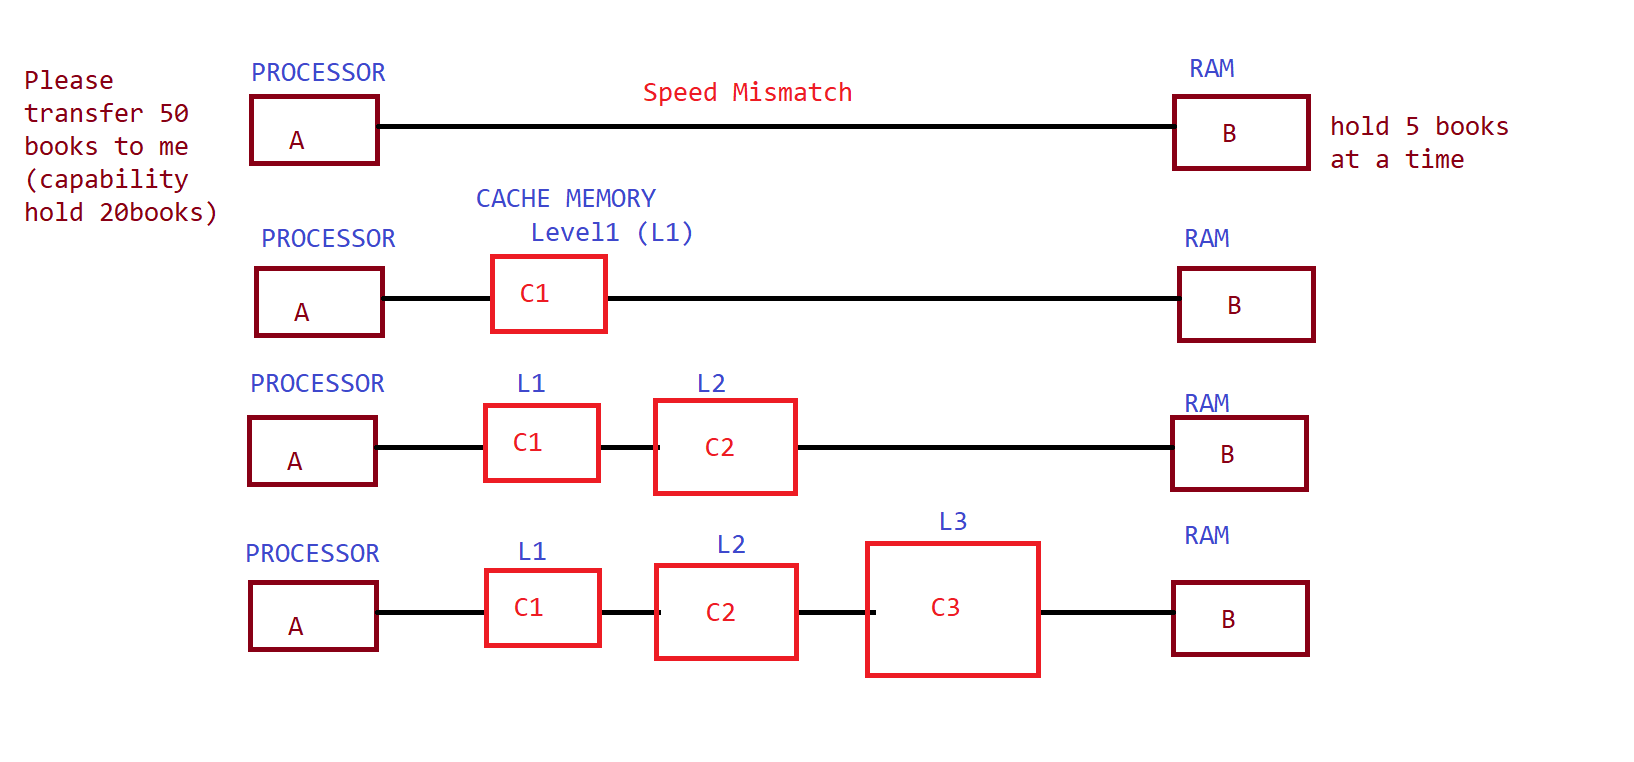 Please
transfer 50
books to me
(capability
hold 20books)
PROCESSOR
Speed Mismatch
RAM
A
B
hold 5 books
at a time
CACHE MEMORY
Level1 (L1)
PROCESSOR
RAM
A
C1
B
PROCESSOR
L1
L2
RAM
A
C1
C2
B
PROCESSOR
L1
L2
L3
RAM
A
C1
C2
C3
B